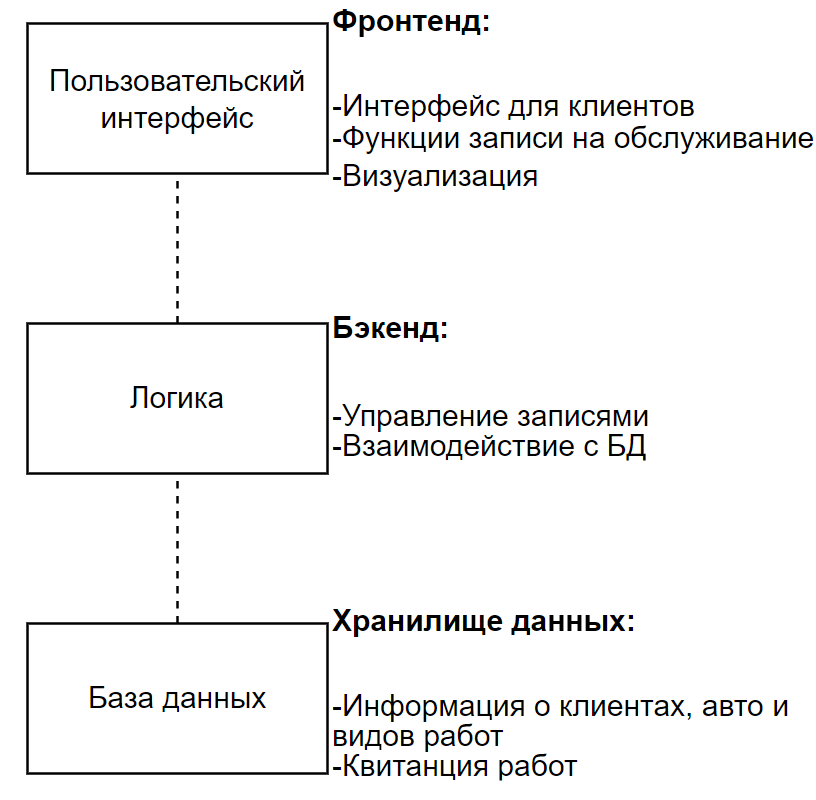 Фронтенд:
Пользовательский
интерфейс
-Интерфейс для клиентов
-Функции записи на обслуживание
-Визуализация
Бэкенд:
Логика
-Управление записями
-Взаимодействие с БД
Хранилище данных:
База данных
-Информация о клиентах, авто и
видов работ
-Квитанция работ